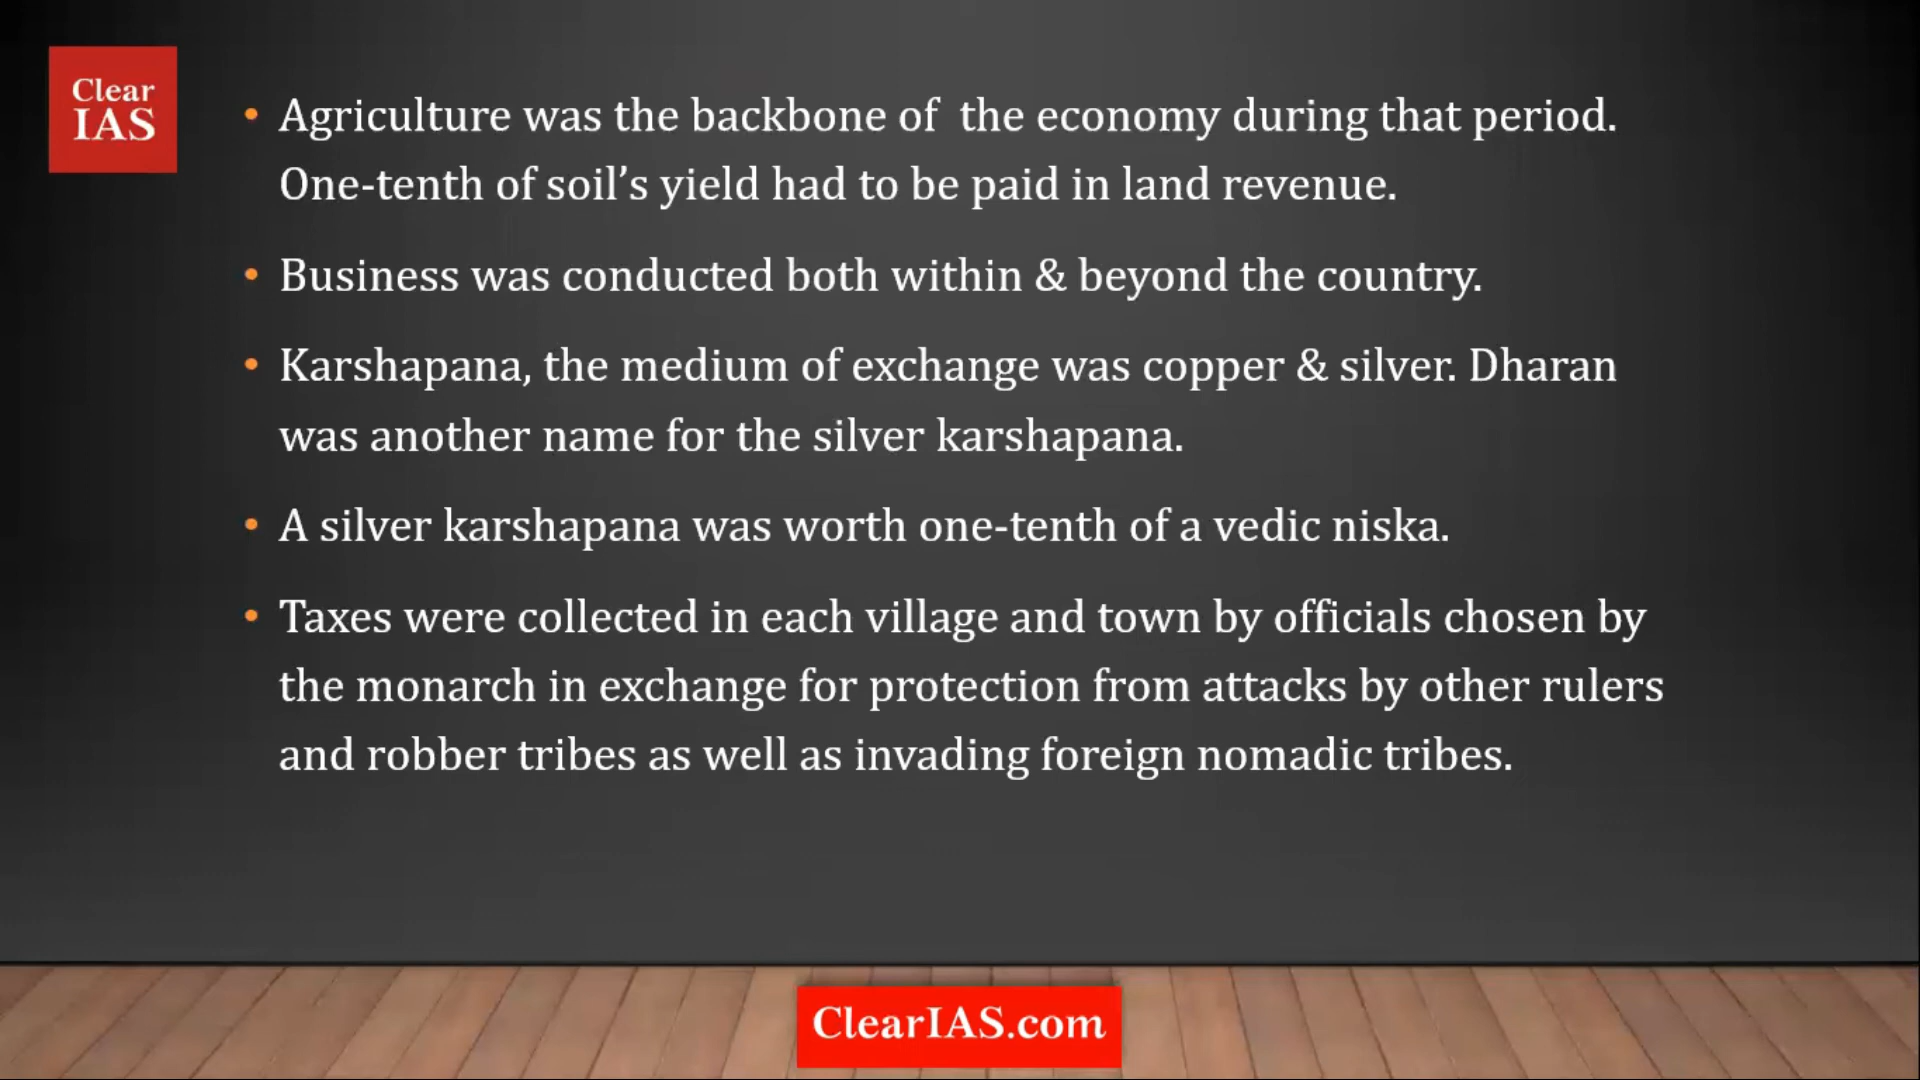 Clear
IAS
• Agriculture was the backbone of  the economy during that period.
One-tenth of soil’s yield had to be paid in land revenue.
• Business was conducted both within & beyond the country.
• Karshapana, the medium of exchange was copper & silver. Dharan
was another name for the silver karshapana.
• A silver karshapana was worth one-tenth of a vedic niska.
• Taxes were collected in each village and town by officials chosen by
the monarch in exchange for protection from attacks by other rulers
and robber tribes as well as invading foreign nomadic tribes.
ClearIAS.com